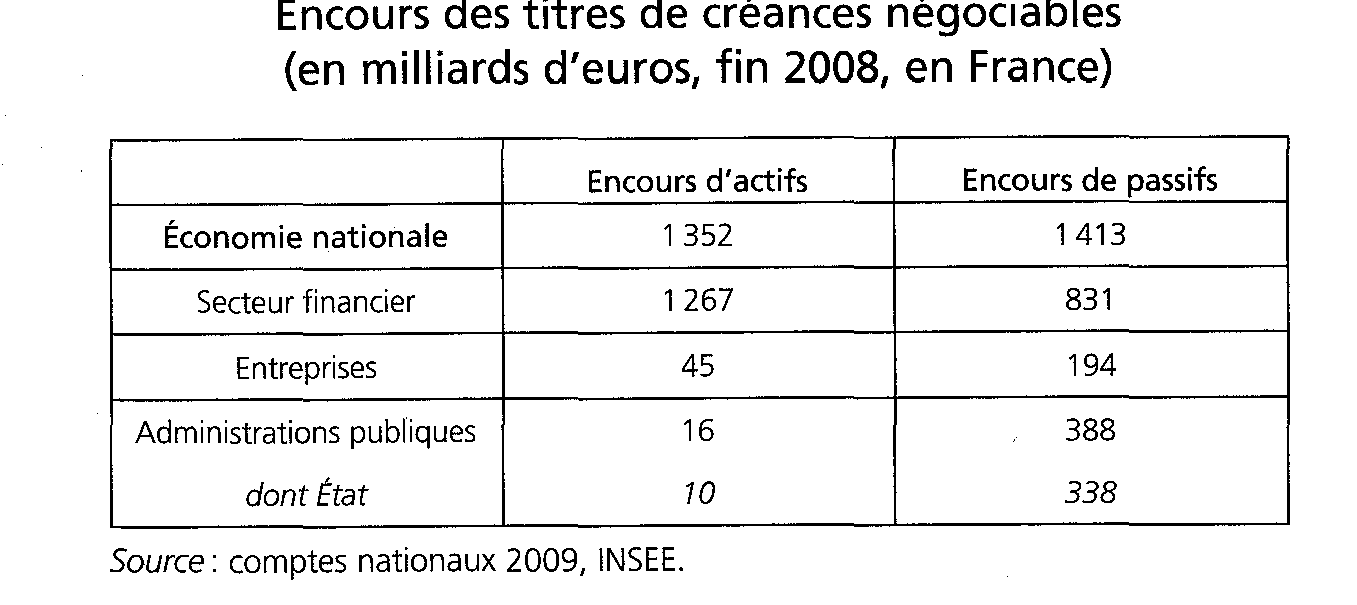 Encours des titres de créances négociables
(en milliards d'euros, fin 2008, en France)
Encours d'actifs Encours de passifs
Économie nationale 1 352 1 413
Secteur financier 1 267 831
Entreprises 45 194
Administrations publiques 16 388
dont État 10 338
Source : comptes nationaux 2009, INSEE.